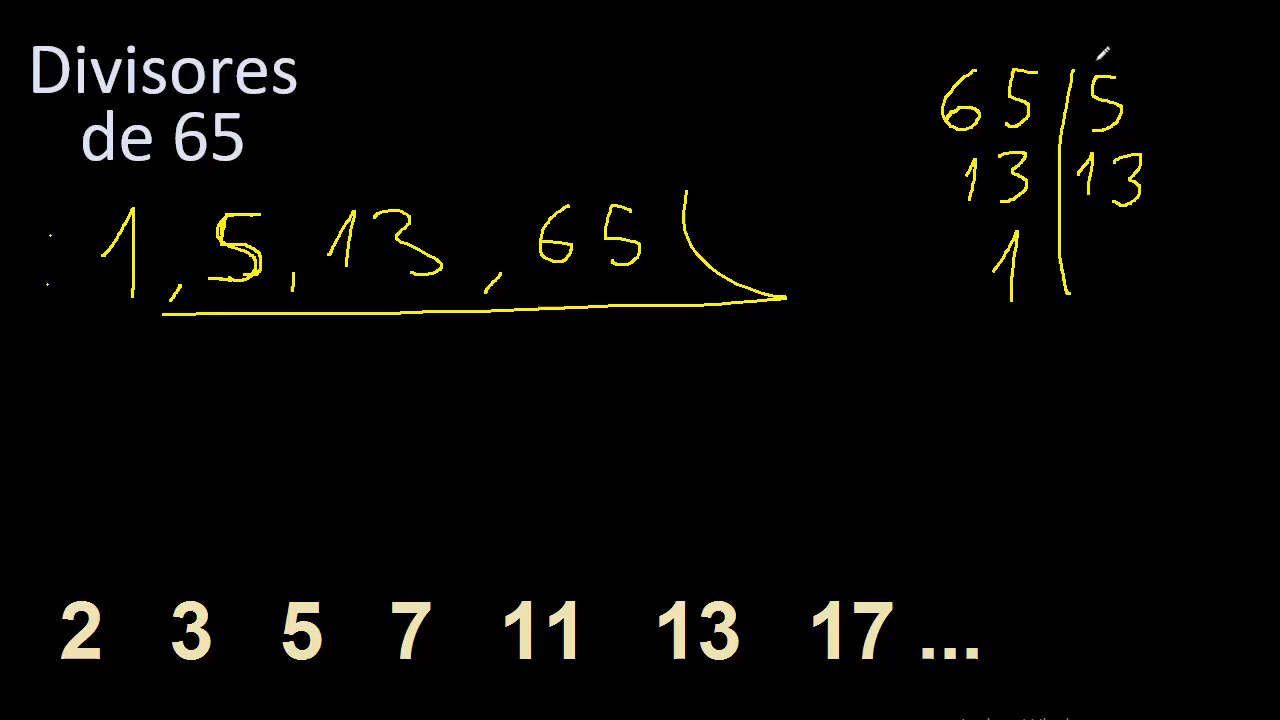 Divisores
de 65
1, 5, 13, 65
65 | 5
13 | 13
1
2 3 5 7 11 13 17 ...